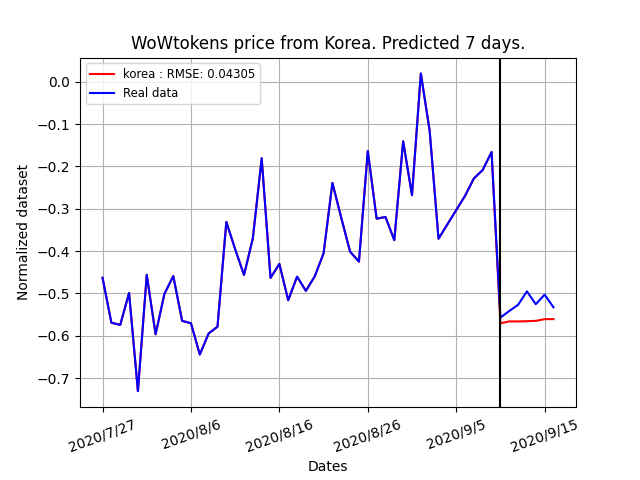 WoWtokens price from Korea. Predicted 7 days.
korea : RMSE: 0.04305
Real data
0.0
−0.1
−0.2
−0.3
−0.4
−0.5
−0.6
−0.7
Normalized dataset
2020/7/27
2020/8/6
2020/8/16
2020/8/26
2020/9/5
2020/9/15
Dates